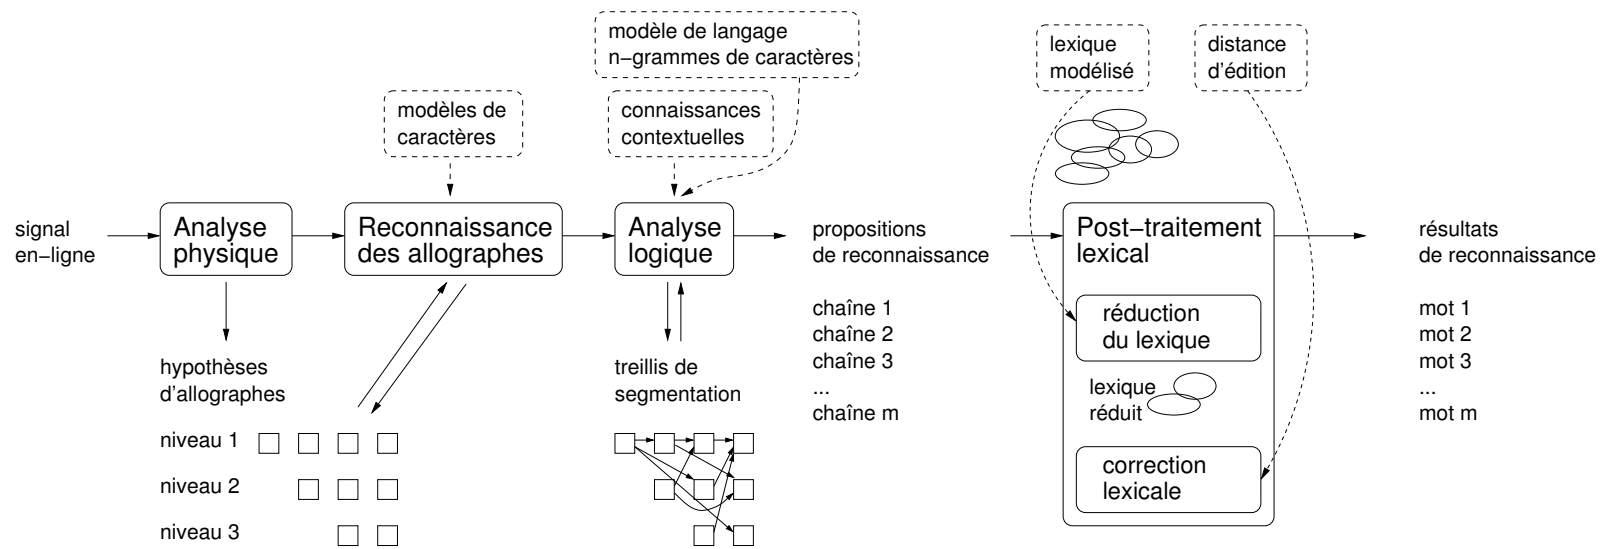 modèle de langage
n−grammes de caractères
lexique
modélisé
distance
d'édition
modèles de
caractères
connaissances
contextuelles
signal
en−ligne
Analyse
physique
Reconnaissance
des allographes
Analyse
logique
propositions
de reconnaissance
Post−traitement
lexical
résultats
de reconnaissance
hypothèses
d'allographes
niveau 1
niveau 2
niveau 3
treillis de
segmentation
chaîne 1
chaîne 2
chaîne 3
...
chaîne m
réduction
du lexique
lexique
réduit
correction
lexicale
mot 1
mot 2
mot 3
...
mot m